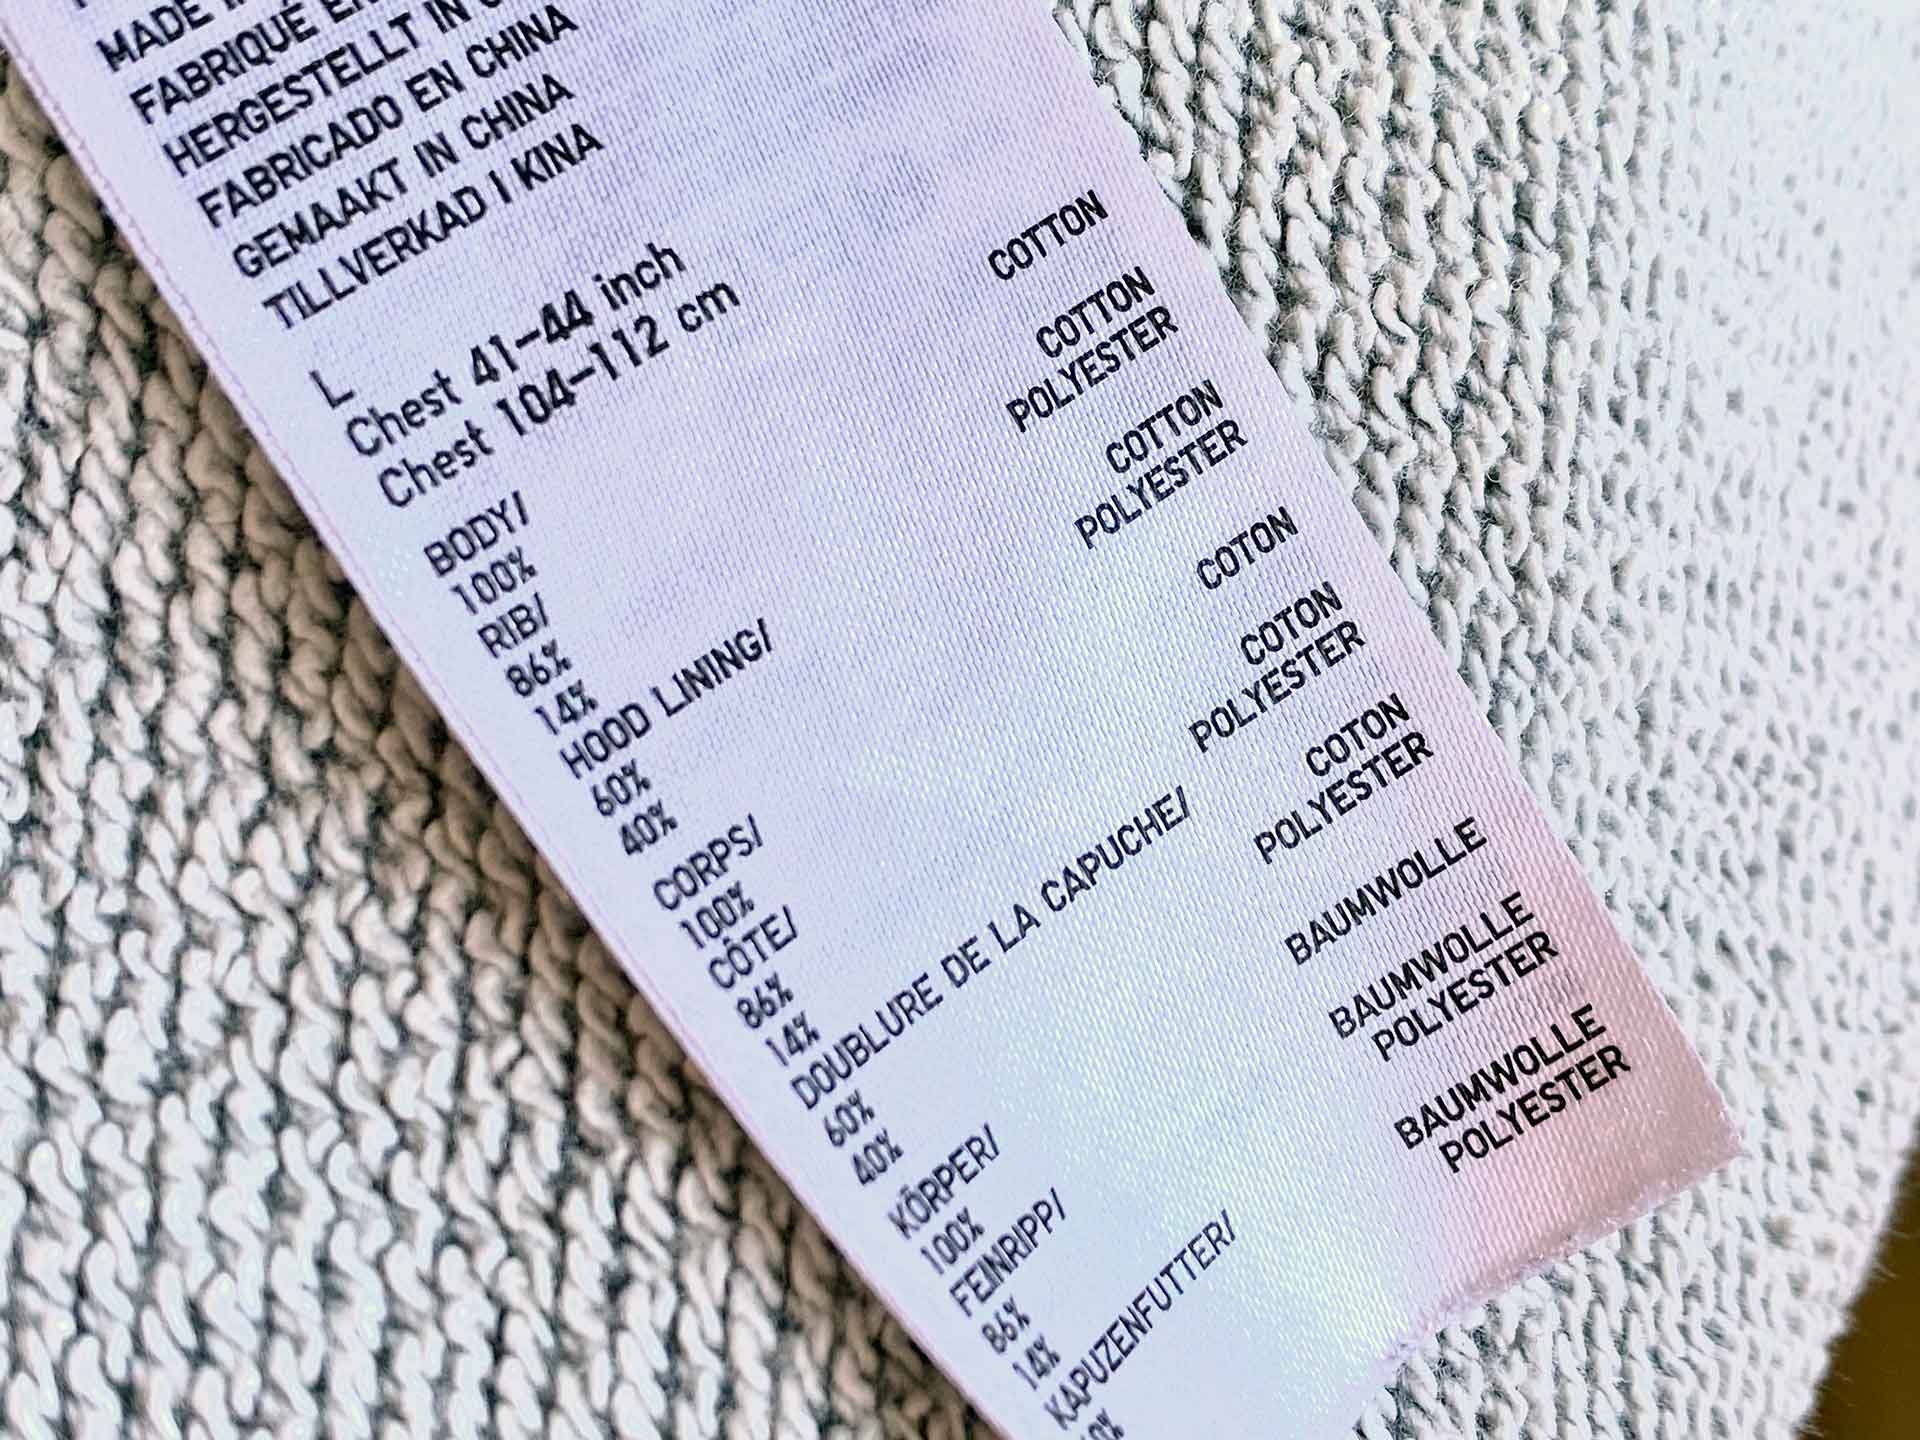 MADE I
FABRIQUÉ EN
HERGESTELLT IN
FABRICADO EN CHINA
GEMAAKT IN CHINA
TILLVERKAD I KINA
L
Chest 41-44 inch
Chest 104-112 cm
BODY/
100% COTTON
RIB/
86% COTTON
14% POLYESTER
HOOD LINING/
60% COTTON
40% POLYESTER
CORPS/
100% COTON
CÔTE/
86% COTON
14% POLYESTER
DOUBLURE DE LA CAPUCHE/
60% COTON
40% POLYESTER
KÖRPER/
100% BAUMWOLLE
FEINRIPP/
86% BAUMWOLLE
14% POLYESTER
KAPUZENFUTTER/
BAUMWOLLE
POLYESTER